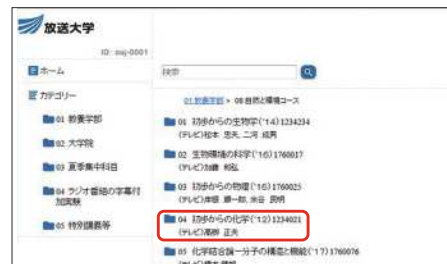 放送大学
ID: suj-0001
ホーム
検索
カテゴリー
01 教養学部 > 08 自然と環境コース
01 教養学部
02 大学院
03 夏季集中科目
04 ラジオ番組の字幕付
加実験
05 特別講義等
01 初歩からの生物学('14)1234234
(テレビ)松本 忠夫, 二河 成男
02 生物環境の科学('16)1760017
(テレビ)加藤 和弘
03 初歩からの物理('16)1760025
(テレビ)岸根 順一郎, 米谷 民明
04 初歩からの化学('12)1234021
(テレビ)濱田 正夫
05 化学結合論－分子の構造と機能('17)1760076